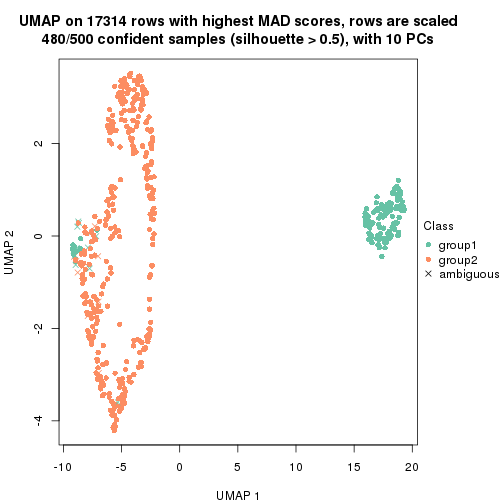 UMAP on 17314 rows with highest MAD scores, rows are scaled
480/500 confident samples (silhouette > 0.5), with 10 PCs
2
0
-2
-4
UMAP 2
-10
-5
0
5
10
15
20
UMAP 1
Class
group1
group2
ambiguous